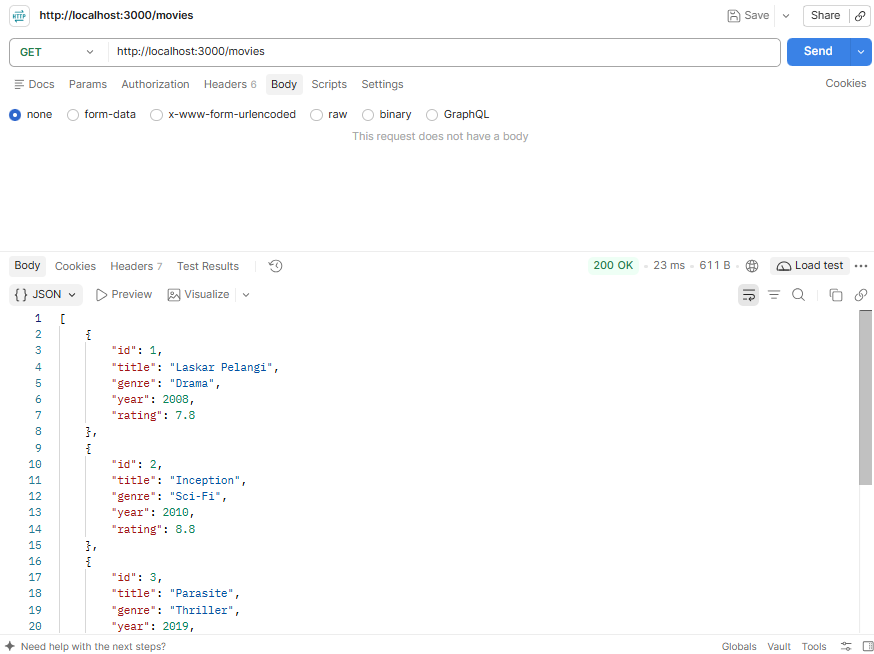 HTTP http://localhost:3000/movies Save Share
GET http://localhost:3000/movies Send
Docs Params Authorization Headers 6 Body Scripts Settings Cookies
none form-data x-www-form-urlencoded raw binary GraphQL
This request does not have a body
Body Cookies Headers 7 Test Results 200 OK 23 ms 611 B Load test
{} JSON Preview Visualize
1 [
2 {
3 "id": 1,
4 "title": "Laskar Pelangi",
5 "genre": "Drama",
6 "year": 2008,
7 "rating": 7.8
8 },
9 {
10 "id": 2,
11 "title": "Inception",
12 "genre": "Sci-Fi",
13 "year": 2010,
14 "rating": 8.8
15 },
16 {
17 "id": 3,
18 "title": "Parasite",
19 "genre": "Thriller",
20 "year": 2019,
Need help with the next steps? Globals Vault Tools